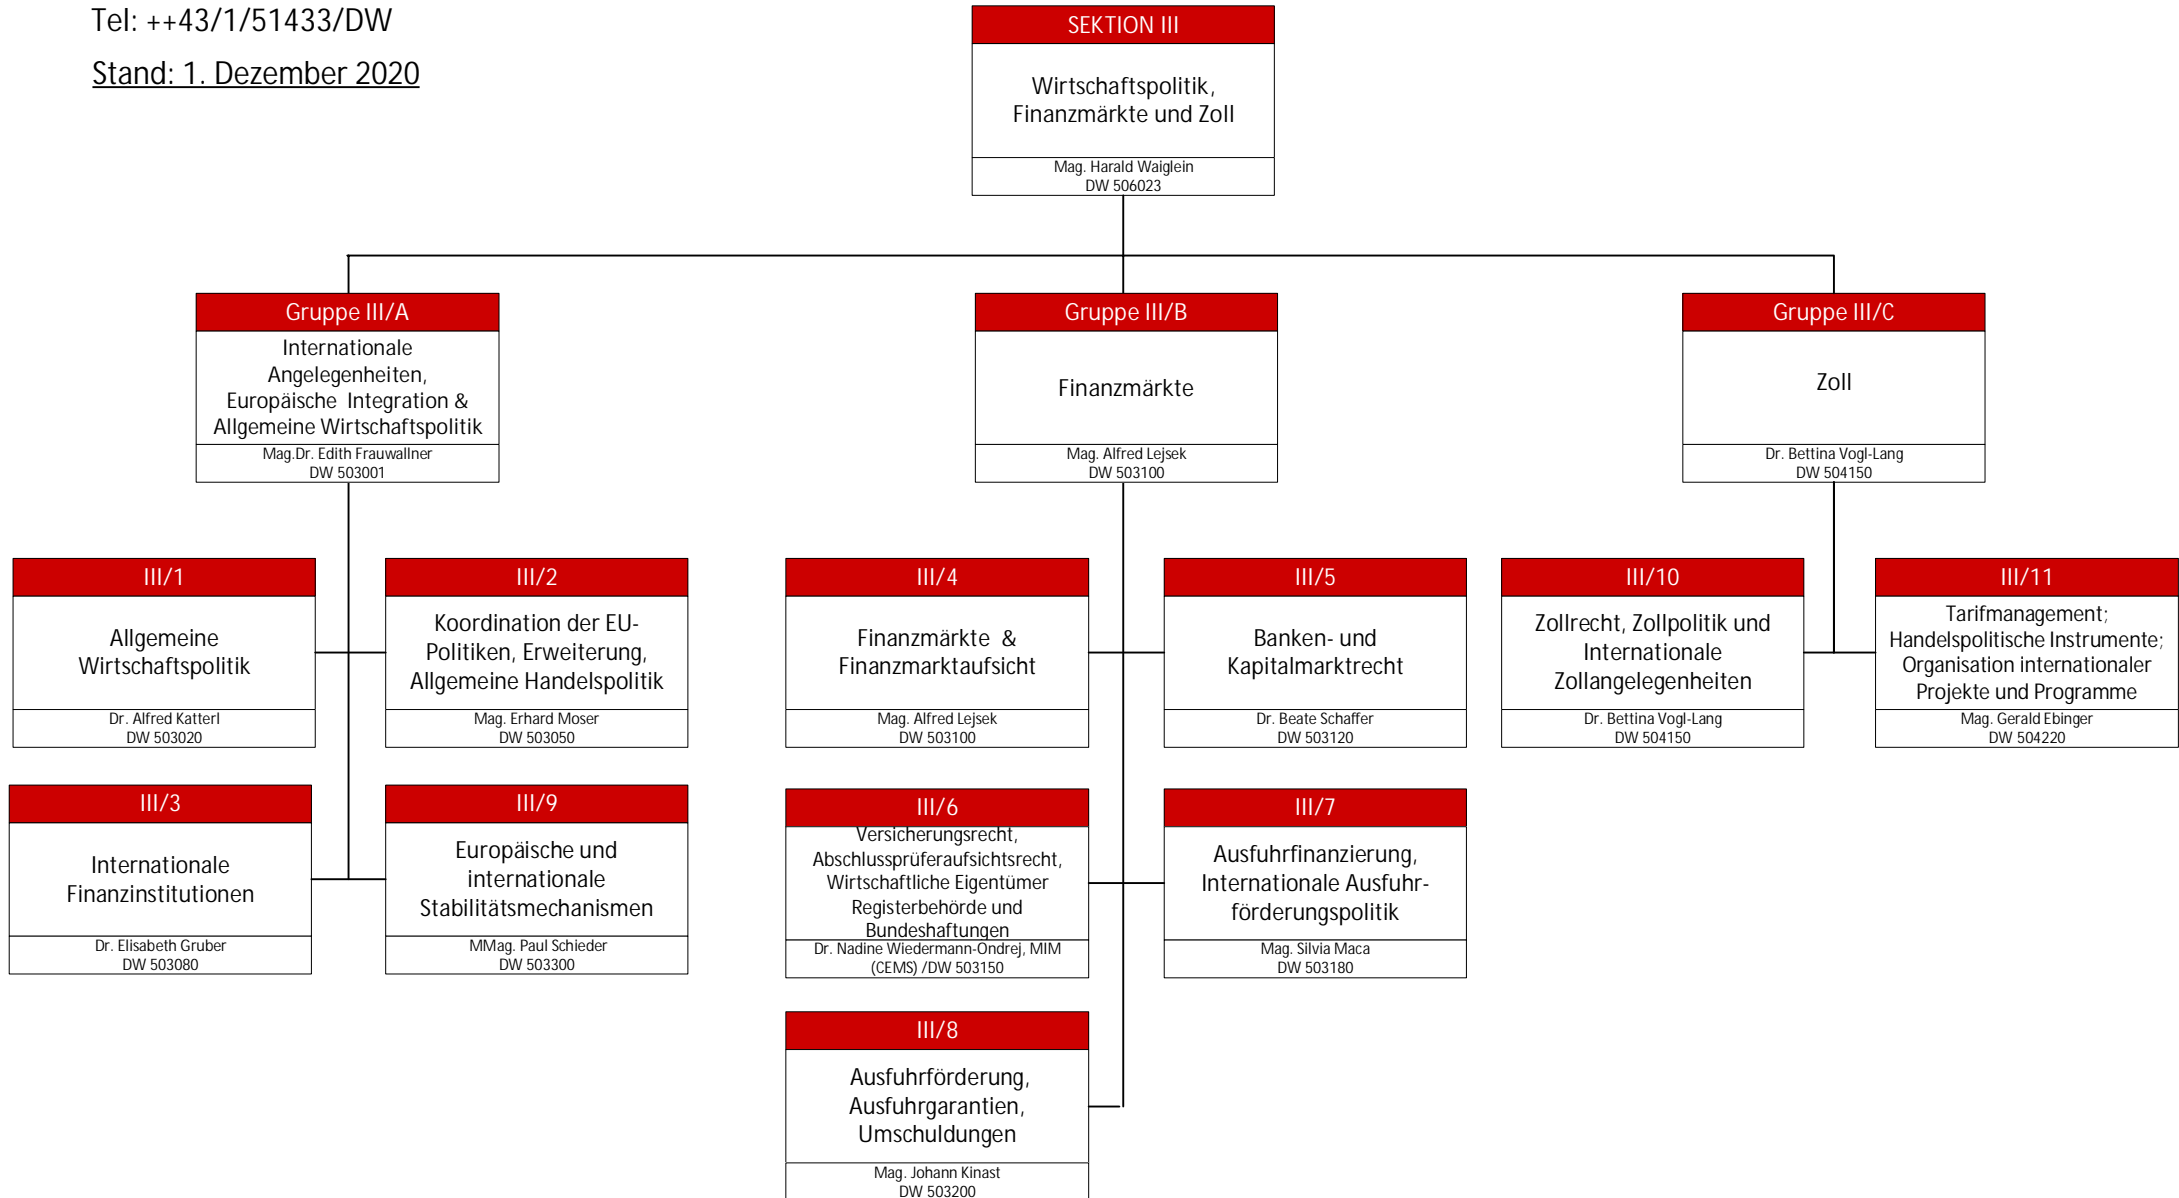 Tel: ++43/1/51433/DW
Stand: 1. Dezember 2020
SEKTION III
Wirtschaftspolitik,
Finanzmärkte und Zoll
Mag. Harald Waiglein
DW 506023
Gruppe III/A
Internationale
Angelegenheiten,
Europäische Integration &
Allgemeine Wirtschaftspolitik
Mag.Dr. Edith Frauwallner
DW 503001
Gruppe III/B
Finanzmärkte
Mag. Alfred Lejsek
DW 503100
Gruppe III/C
Zoll
Dr. Bettina Vogl-Lang
DW 504150
III/1
Allgemeine
Wirtschaftspolitik
Dr. Alfred Katterl
DW 503020
III/2
Koordination der EU-
Politiken, Erweiterung,
Allgemeine Handelspolitik
Mag. Erhard Moser
DW 503050
III/4
Finanzmärkte &
Finanzmarktaufsicht
Mag. Alfred Lejsek
DW 503100
III/5
Banken- und
Kapitalmarktrecht
Dr. Beate Schaffer
DW 503120
III/10
Zollrecht, Zollpolitik und
Internationale
Zollangelegenheiten
Dr. Bettina Vogl-Lang
DW 504150
III/11
Tarifmanagement;
Handelspolitische Instrumente;
Organisation internationaler
Projekte und Programme
Mag. Gerald Ebinger
DW 504220
III/3
Internationale
Finanzinstitutionen
Dr. Elisabeth Gruber
DW 503080
III/9
Europäische und
internationale
Stabilitätsmechanismen
MMag. Paul Schieder
DW 503300
III/6
Versicherungsrecht,
Abschlussprüferaufsichtsrecht,
Wirtschaftliche Eigentümer
Registerbehörde und
Bundeshaftungen
Dr. Nadine Wiedermann-Ondrej, MIM
(CEMS) /DW 503150
III/7
Ausfuhrfinanzierung,
Internationale Ausfuhr-
förderungspolitik
Mag. Silvia Maca
DW 503180
III/8
Ausfuhrförderung,
Ausfuhrgarantien,
Umschuldungen
Mag. Johann Kinast
DW 503200